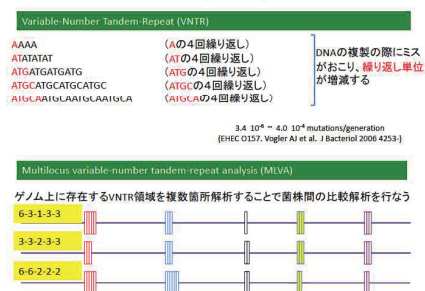 Variable-Number Tandem-Repeat (VNTR)
AAAA (Aの4回繰り返し)
ATATATAT (ATの4回繰り返し)
ATGATGATGATG (ATGの4回繰り返し)
ATGCATGCATGCATGC (ATGCの4回繰り返し)
ATGCAATGCAATGCAATGCA (ATGCAの4回繰り返し)
DNAの複製の際にミス
がおこり、繰り返し単位
が増減する
3.4 10⁻⁶ ~ 4.0 10⁻⁴ mutations/generation
(EHEC O157. Vogler AJ et al. J Bacteriol 2006 4253-)
Multilocus variable-number tandem-repeat analysis (MLVA)
ゲノム上に存在するVNTR領域を複数箇所解析することで菌株間の比較解析を行なう
6-3-1-3-3
3-3-2-3-3
6-6-2-2-2